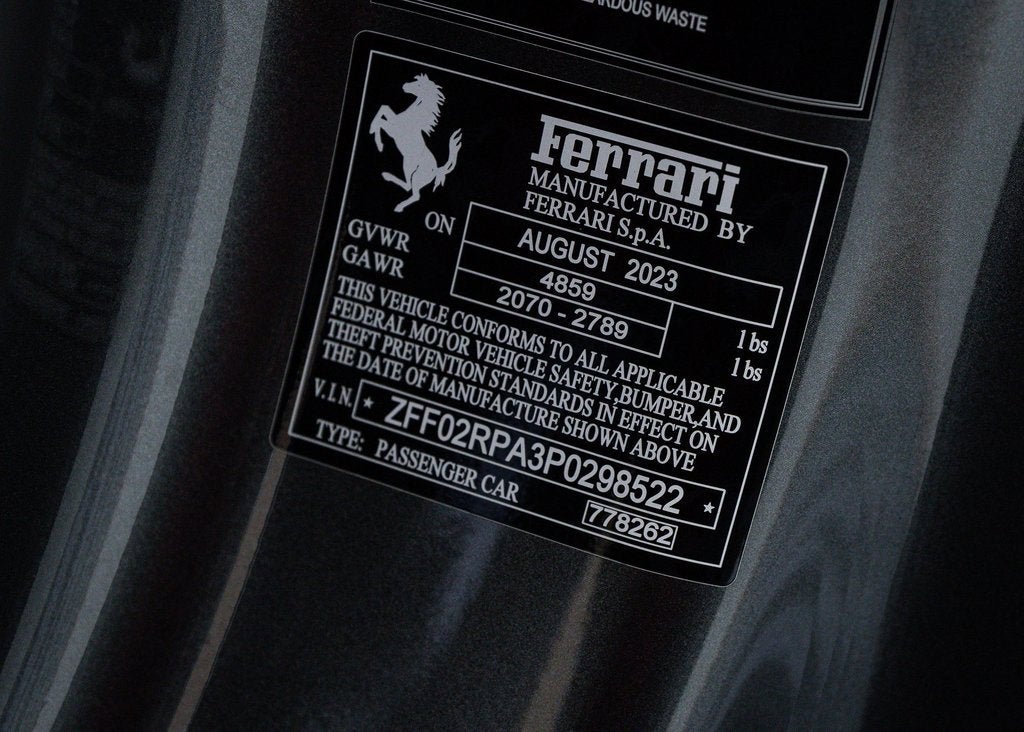 HAZARDOUS WASTE
Ferrari
MANUFACTURED BY
FERRARI S.p.A.
ON AUGUST 2023
GVWR 4859 lbs
GAWR 2070 - 2789 lbs
THIS VEHICLE CONFORMS TO ALL APPLICABLE
FEDERAL MOTOR VEHICLE SAFETY,BUMPER,AND
THEFT PREVENTION STANDARDS IN EFFECT ON
THE DATE OF MANUFACTURE SHOWN ABOVE
V.I.N. * ZFF02RPA3P0298522 *
TYPE: PASSENGER CAR 778262